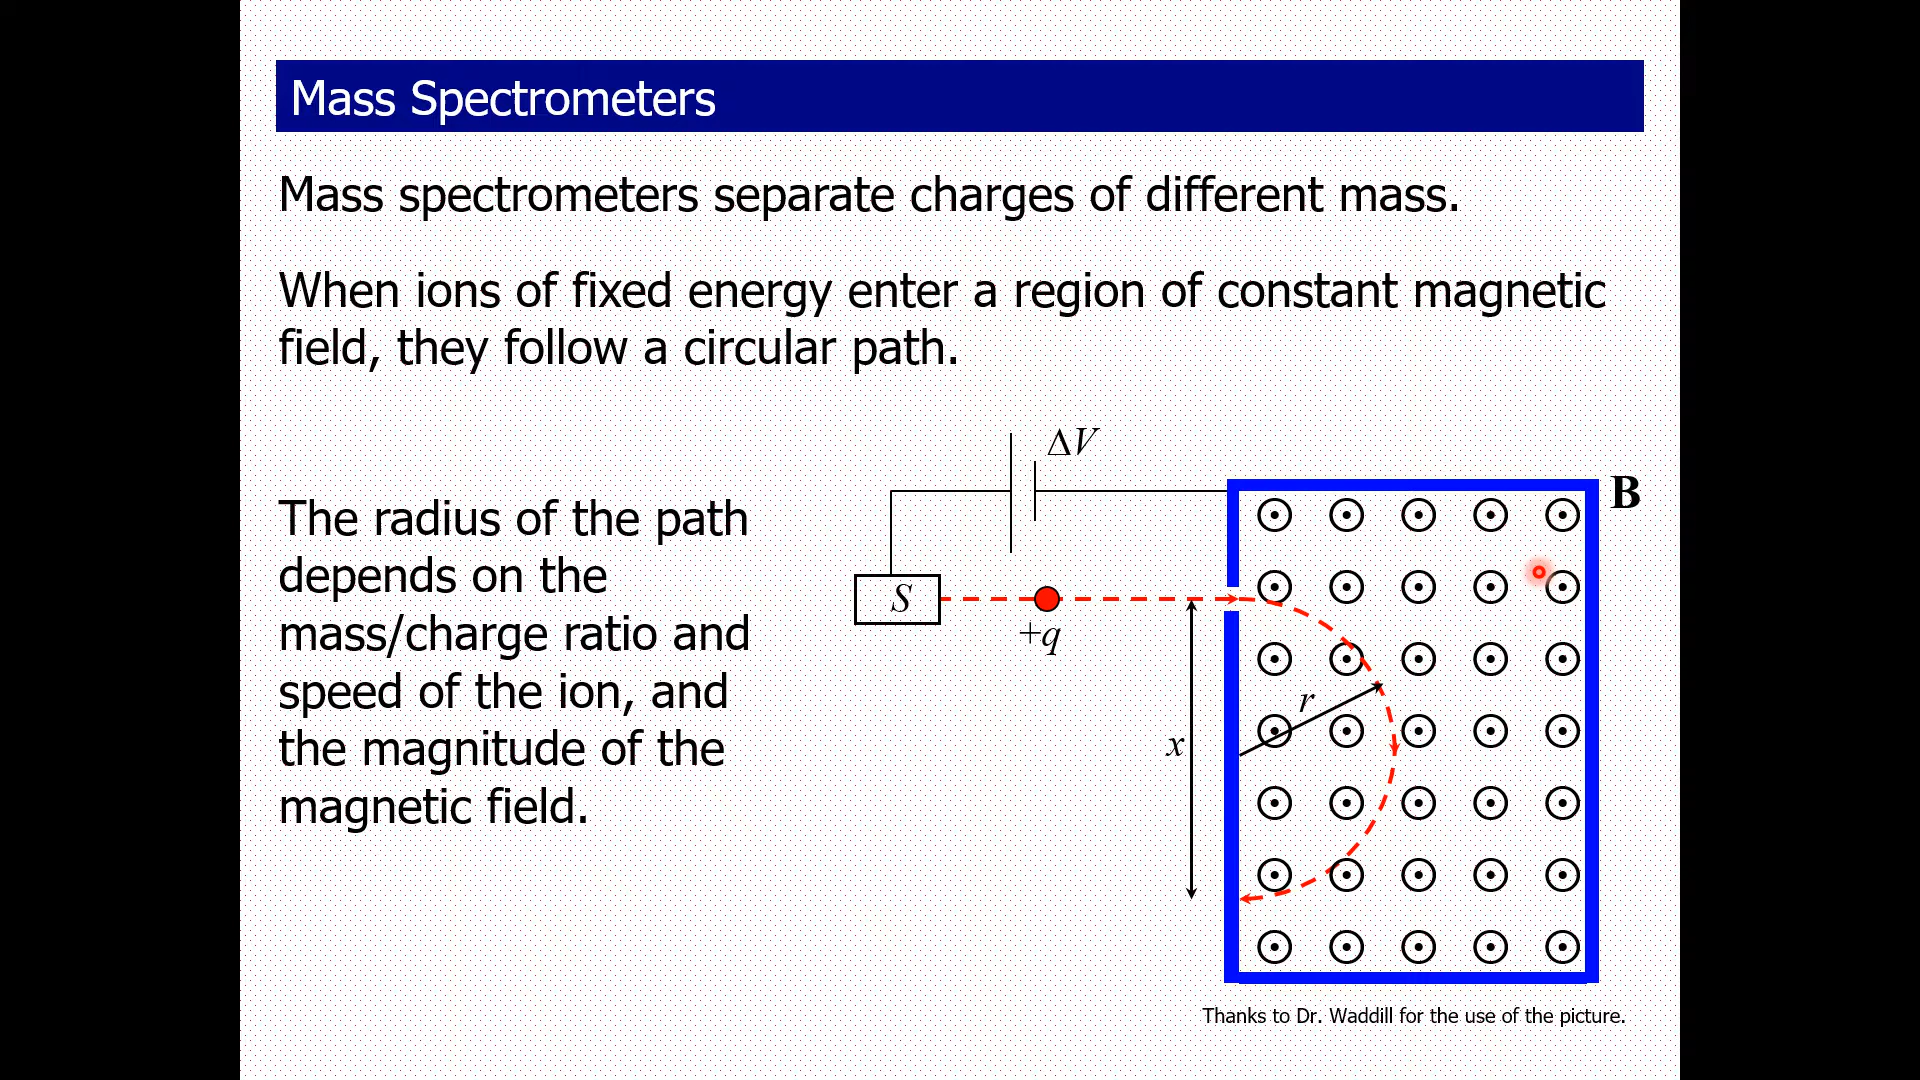 Mass Spectrometers
Mass spectrometers separate charges of different mass.
When ions of fixed energy enter a region of constant magnetic
field, they follow a circular path.
The radius of the path
depends on the
mass/charge ratio and
speed of the ion, and
the magnitude of the
magnetic field.
ΔV
B
S
+q
r
x
Thanks to Dr. Waddill for the use of the picture.